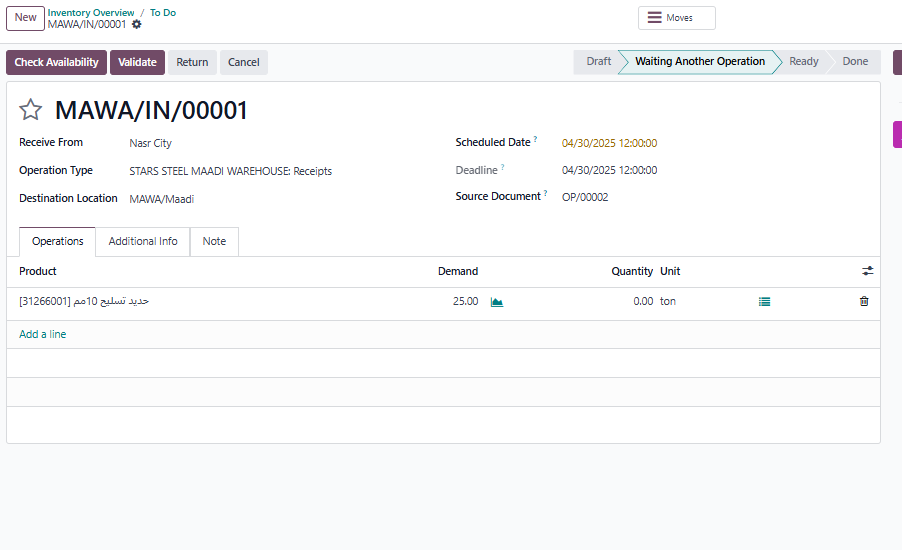 New
Inventory Overview / To Do
MAWA/IN/00001
Moves
Check Availability Validate Return Cancel
Draft Waiting Another Operation Ready Done
MAWA/IN/00001
Receive From Nasr City
Scheduled Date ? 04/30/2025 12:00:00
Operation Type STARS STEEL MAADI WAREHOUSE: Receipts
Deadline ? 04/30/2025 12:00:00
Destination Location MAWA/Maadi
Source Document ? OP/00002
Operations Additional Info Note
Product Demand Quantity Unit
[31266001] حديد تسليح 10مم 25.00 0.00 ton
Add a line